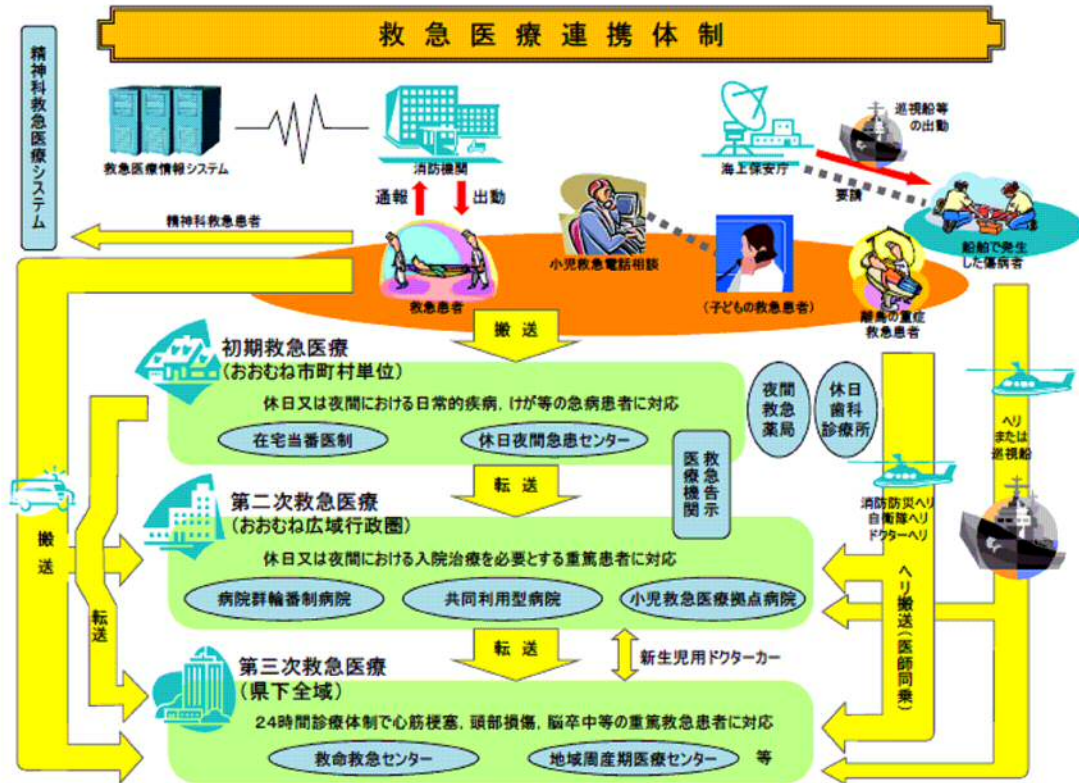 救急医療連携体制
精神科救急医療システム
救急医療情報システム
消防機関
通報
出動
海上保安庁
巡視船等
の出動
要請
船舶で発生
した傷病者
精神科救急患者
小児救急電話相談
救急患者
(子どもの救急患者)
離島の重症
救急患者
搬送
初期救急医療
(おおむね市町村単位)
休日又は夜間における日常的疾病，けが等の急病患者に対応
在宅当番医制
休日夜間急患センター
夜間
救急
薬局
休日
歯科
診療所
ヘリ
または
巡視船
転送
救急告示
医療機関
第二次救急医療
(おおむね広域行政圏)
休日又は夜間における入院治療を必要とする重篤患者に対応
病院群輪番制病院
共同利用型病院
小児救急医療拠点病院
消防防災ヘリ
自衛隊ヘリ
ドクターヘリ
ヘリ搬送(医師同乗)
搬送
転送
転送
新生児用ドクターカー
第三次救急医療
(県下全域)
24時間診療体制で心筋梗塞，頭部損傷，脳卒中等の重篤救急患者に対応
救命救急センター
地域周産期医療センター
等